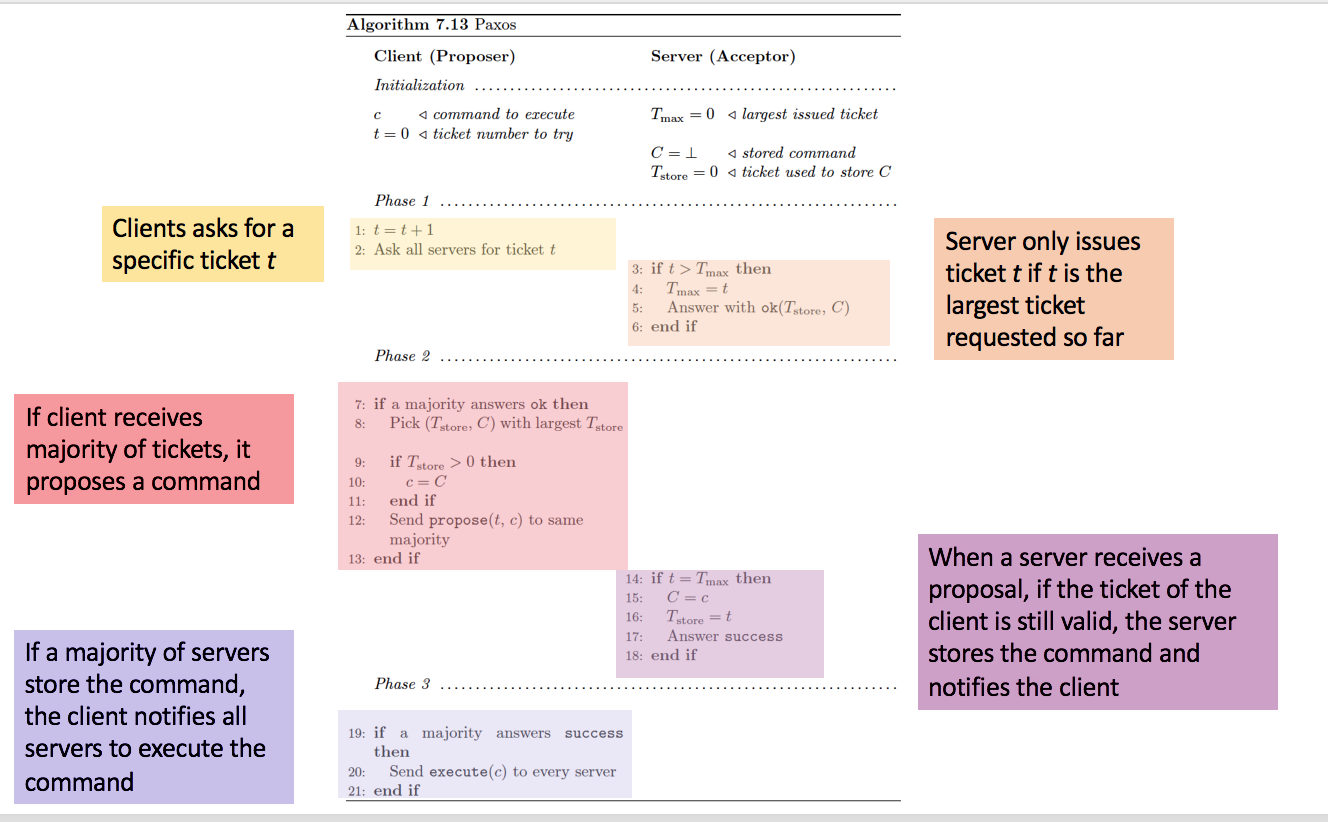 Algorithm 7.13 Paxos
Client (Proposer) Server (Acceptor)
Initialization ........................................................
c ◁ command to execute Tmax = 0 ◁ largest issued ticket
t = 0 ◁ ticket number to try
C = ⊥ ◁ stored command
Tstore = 0 ◁ ticket used to store C
Phase 1 ........................................................
Clients asks for a
specific ticket t
1: t = t + 1
2: Ask all servers for ticket t
3: if t > Tmax then
4: Tmax = t
5: Answer with ok(Tstore, C)
6: end if
Server only issues
ticket t if t is the
largest ticket
requested so far
Phase 2 ........................................................
If client receives
majority of tickets, it
proposes a command
7: if a majority answers ok then
8: Pick (Tstore, C) with largest Tstore
9: if Tstore > 0 then
10: c = C
11: end if
12: Send propose(t, c) to same
majority
13: end if
14: if t = Tmax then
15: C = c
16: Tstore = t
17: Answer success
18: end if
When a server receives a
proposal, if the ticket of the
client is still valid, the server
stores the command and
notifies the client
Phase 3 ........................................................
If a majority of servers
store the command,
the client notifies all
servers to execute the
command
19: if a majority answers success
then
20: Send execute(c) to every server
21: end if